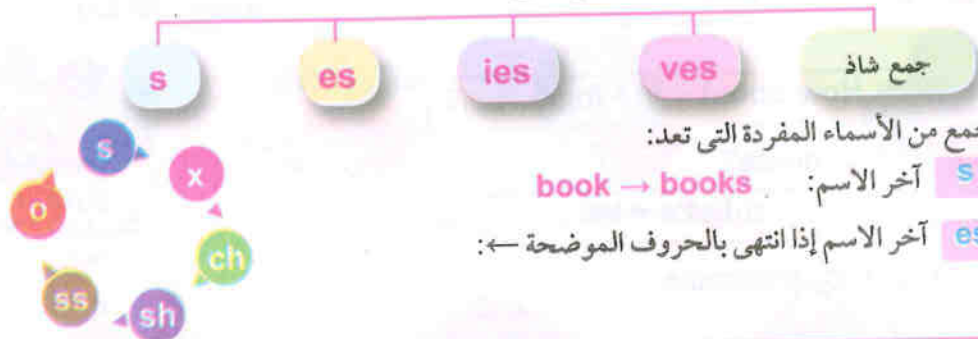 s es ies ves جمع شاذ
جمع من الأسماء المفردة التى تعد:
s آخر الاسم: book → books
es آخر الاسم إذا انتهى بالحروف الموضحة ←:
s
x
ch
sh
ss
o